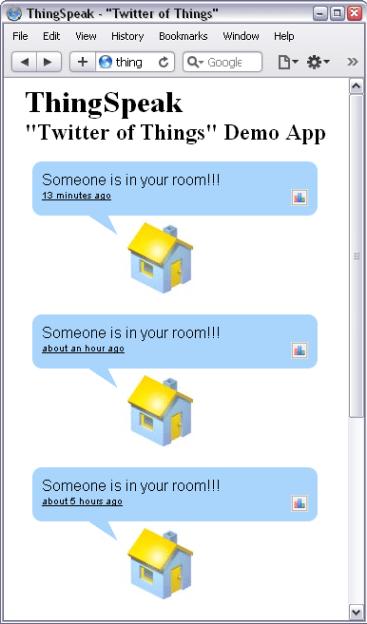 ThingSpeak - "Twitter of Things"
File Edit View History Bookmarks Window Help
thing Google
ThingSpeak
"Twitter of Things" Demo App
Someone is in your room!!!
13 minutes ago
Someone is in your room!!!
about an hour ago
Someone is in your room!!!
about 5 hours ago